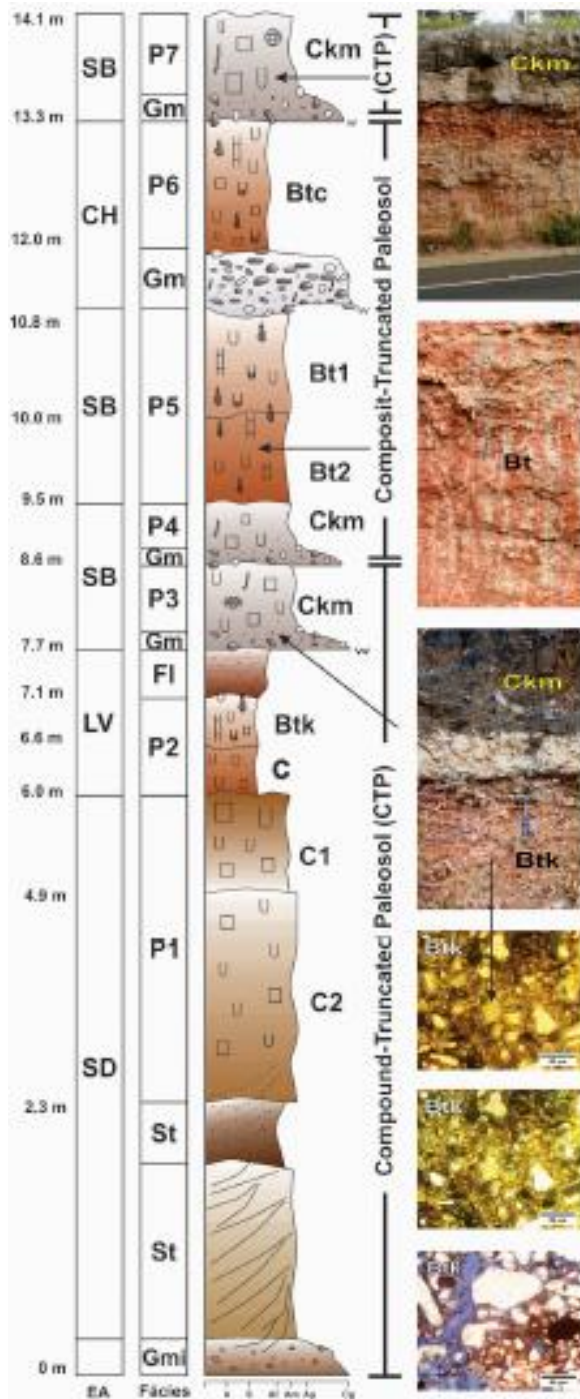 14.1 m
SB
P7
Ckm
(CTP)
Ckm
Gm
13.3 m
CH
P6
Btc
12.0 m
Gm
10.8 m
SB
P5
Bt1
10.0 m
Bt2
Bt
9.5 m
Composit-Truncated Paleosol
P4
Ckm
8.6 m
Gm
SB
P3
Ckm
Ckm
7.7 m
Gm
Fl
7.1 m
LV
Btk
6.6 m
P2
C
Btk
6.0 m
C1
4.9 m
P1
C2
Compound-Truncated Paleosol (CTP)
Btk
SD
2.3 m
St
Btk
St
Btk
Gmi
0 m
EA
Fácies